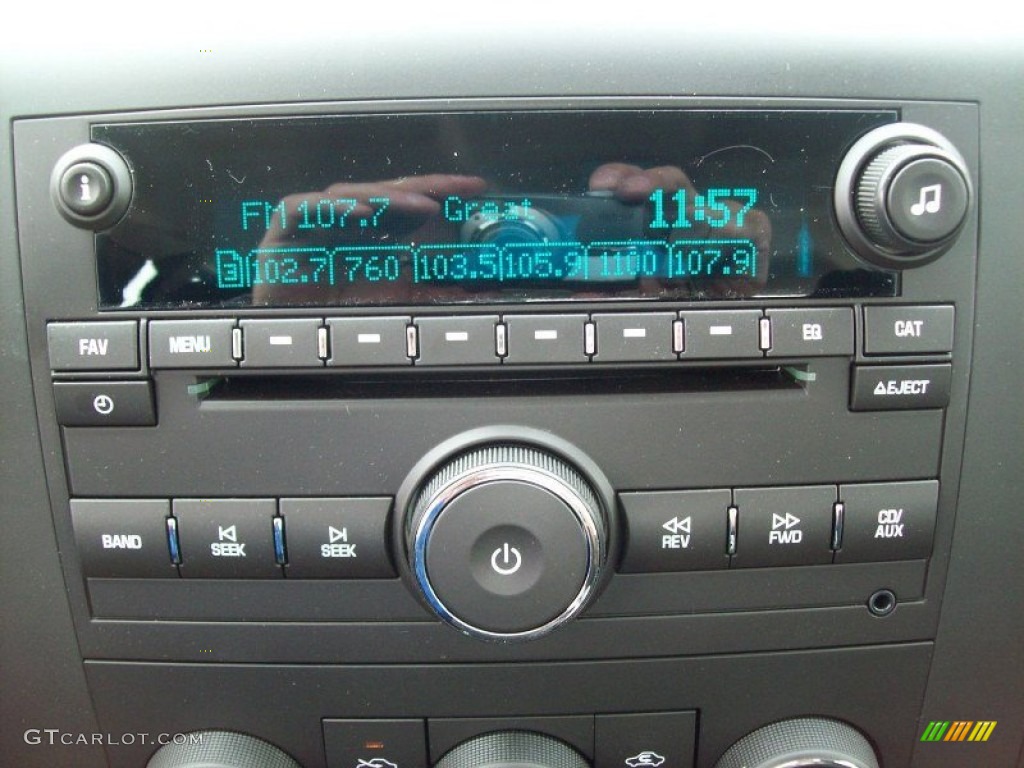 FM 107.7 Great 11:57
3 102.7 760 103.5 105.9 1100 107.9
FAV MENU EQ CAT
EJECT
BAND SEEK SEEK REV FWD CD/
AUX
GTCARLOT.COM